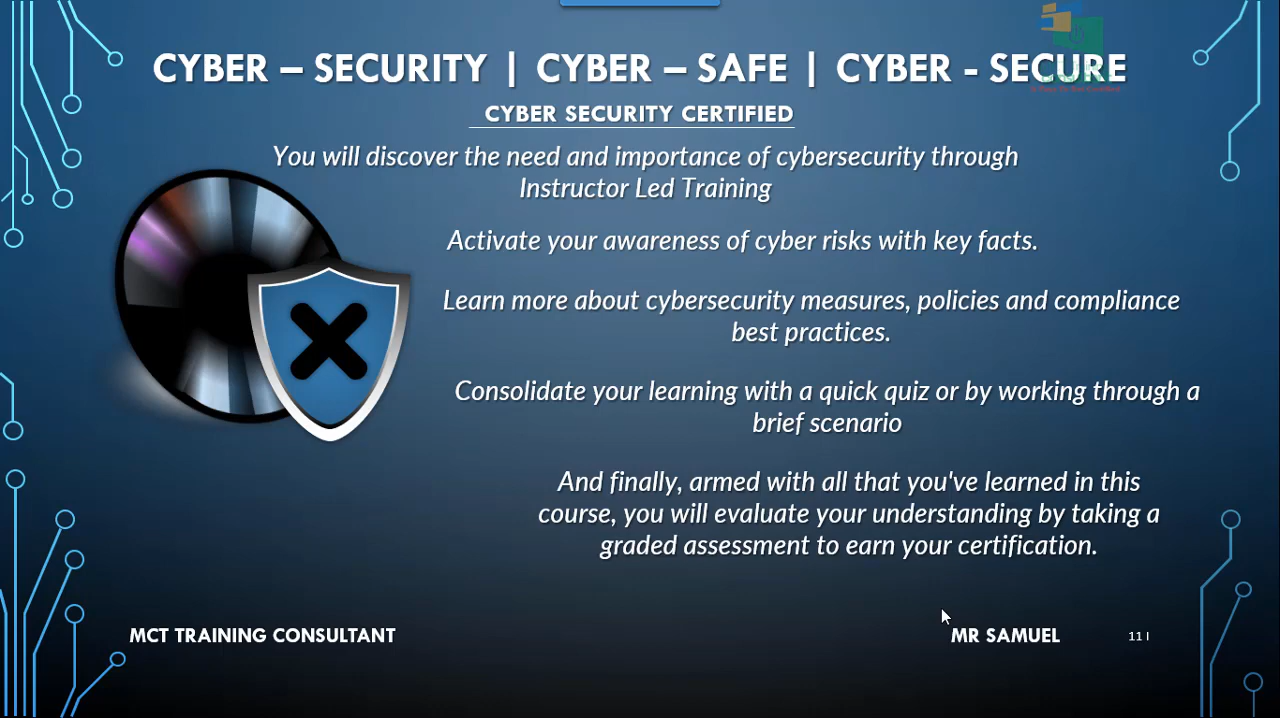 CYBER – SECURITY | CYBER – SAFE | CYBER - SECURE
CYBER SECURITY CERTIFIED
You will discover the need and importance of cybersecurity through
Instructor Led Training
Activate your awareness of cyber risks with key facts.
Learn more about cybersecurity measures, policies and compliance
best practices.
Consolidate your learning with a quick quiz or by working through a
brief scenario
And finally, armed with all that you've learned in this
course, you will evaluate your understanding by taking a
graded assessment to earn your certification.
MCT TRAINING CONSULTANT
MR SAMUEL
11 I